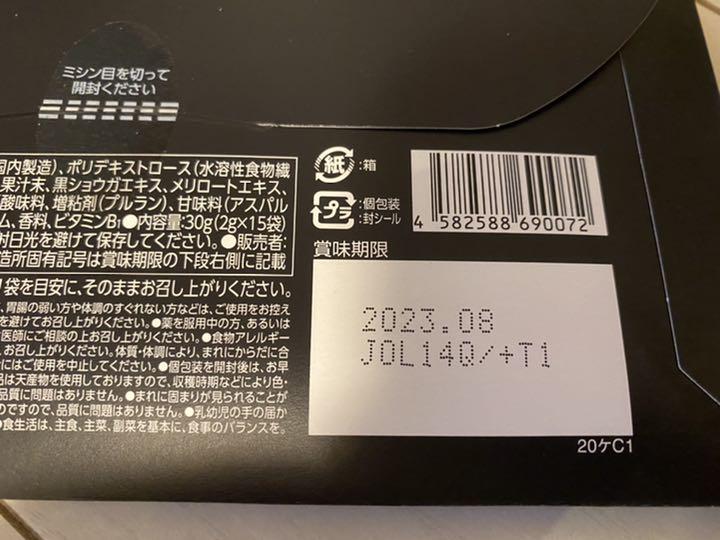 ミシン目を切って
開封ください
国内製造)、ポリデキストロース(水溶性食物繊
果汁末、黒ショウガエキス、メリロートエキス、
酸味料、増粘剤(プルラン)、甘味料(アスパル
ム、香料、ビタミンB₁●内容量:30g(2g×15袋)
射日光を避けて保存してください。●販売者:
造所固有記号は賞味期限の下段右側に記載
1袋を目安に、そのままお召し上がりください。
、胃腸の弱い方や体調のすぐれない方などは、ご使用をお控え
を避けてお召し上がりください。●薬を服用中の方、あるいは
医師にご相談の上お召し上がりください。●食物アレルギー
、お召し上がりください。体質・体調により、まれにからだに合
にはご使用を中止してください。●個包装を開封後は、お早
品は天産物を使用しておりますので、収穫時期などにより色・
品質に問題はありません。●まれに固まりが見られることが
のですので、品質に問題はありません。●乳幼児の手の届か
●食生活は、主食、主菜、副菜を基本に、食事のバランスを。
紙 :箱
プラ :個包装
:封シール
4 582588 690072
賞味期限
2023.08
JOL14Q/+T1
20ケC1